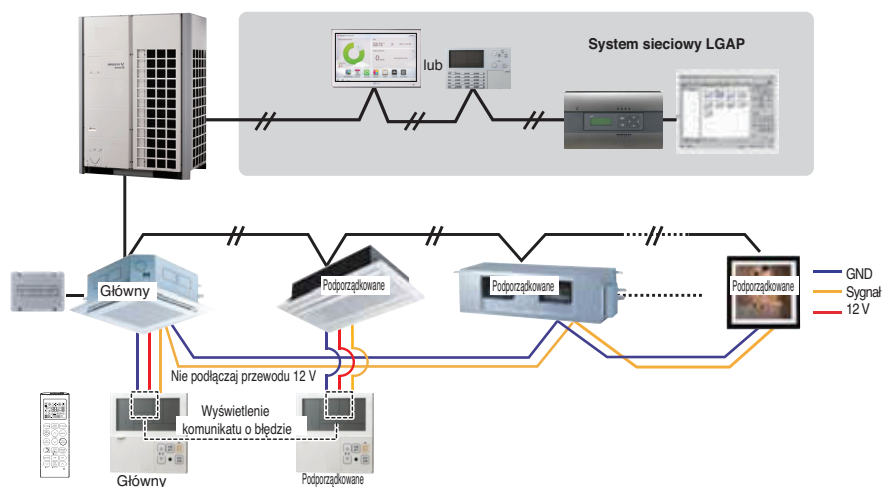 System sieciowy LGAP
lub
Główny
Podporządkowane
Podporządkowane
Podporządkowane
GND
Sygnał
12 V
Nie podłączaj przewodu 12 V
Wyświetlenie
komunikatu o błędzie
Główny
Podporządkowane